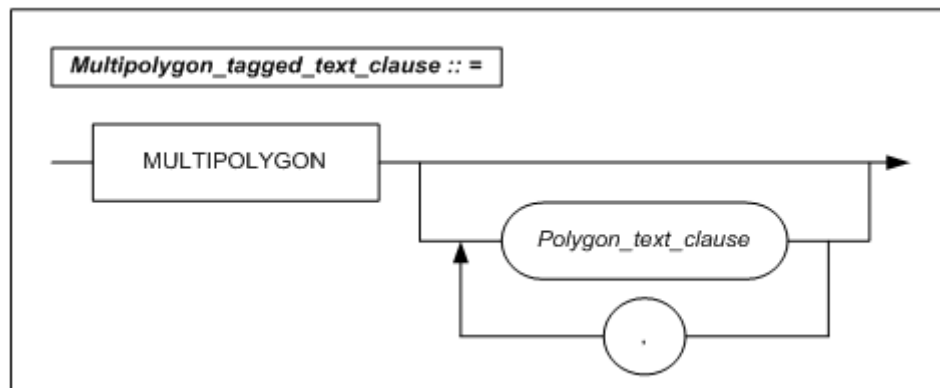 Multipolygon_tagged_text_clause :: =
MULTIPOLYGON
Polygon_text_clause
,